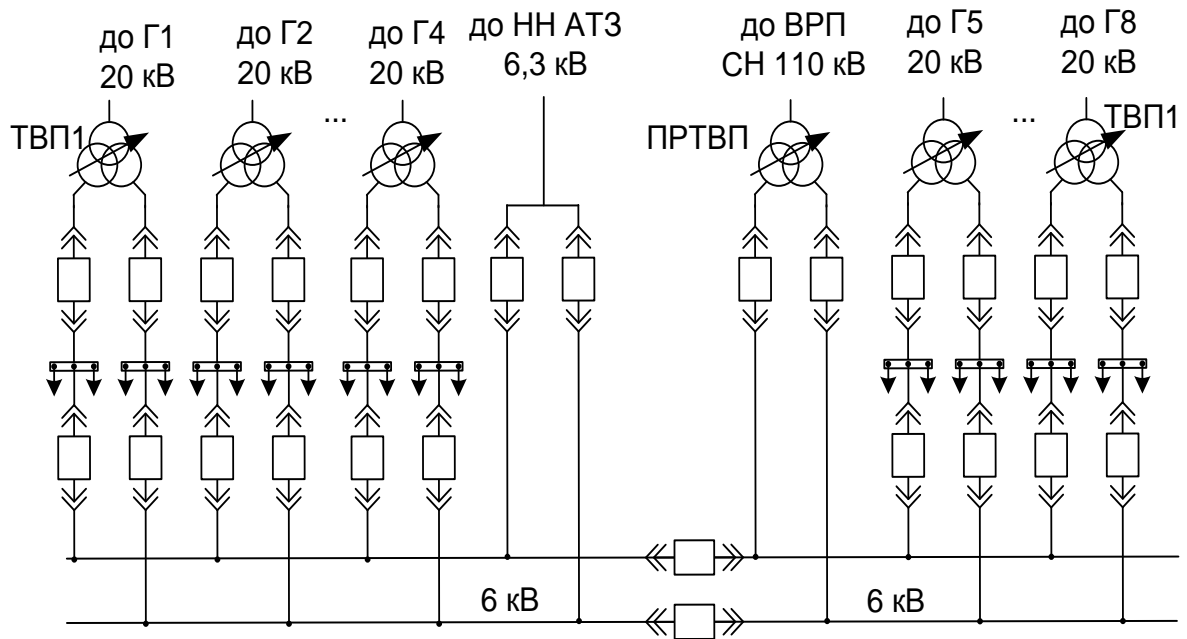 до Г1
20 кВ
до Г2
20 кВ
до Г4
20 кВ
до НН АТЗ
6,3 кВ
до ВРП
СН 110 кВ
до Г5
20 кВ
до Г8
20 кВ
ТВП1
...
ПРТВП
...
ТВП1
6 кВ
6 кВ